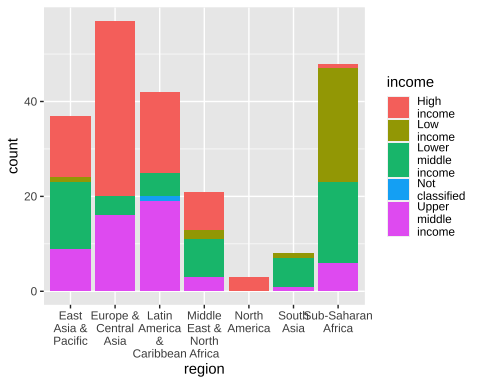 count
40
20
0
East
Asia &
Pacific
Europe &
Central
Asia
Latin
America
&
Caribbean
Middle
East &
North
Africa
North
America
South
Asia
Sub-Saharan
Africa
region
income
High
income
Low
income
Lower
middle
income
Not
classified
Upper
middle
income